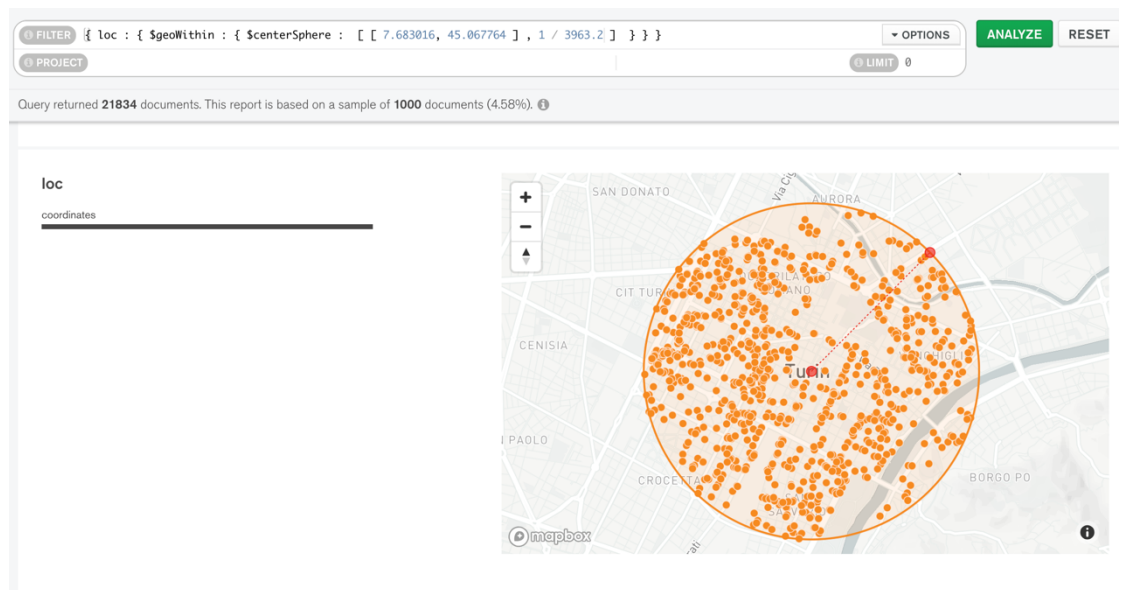 FILTER { loc : { $geoWithin : { $centerSphere : [ [ 7.683016, 45.067764 ] , 1 / 3963.2 ] } } } OPTIONS ANALYZE RESET
PROJECT LIMIT 0
Query returned 21834 documents. This report is based on a sample of 1000 documents (4.58%).
loc
coordinates
SAN DONATO
AURORA
CIT TUR
CENISIA
Turin
CROCETTA
BORGO PO
mapbox